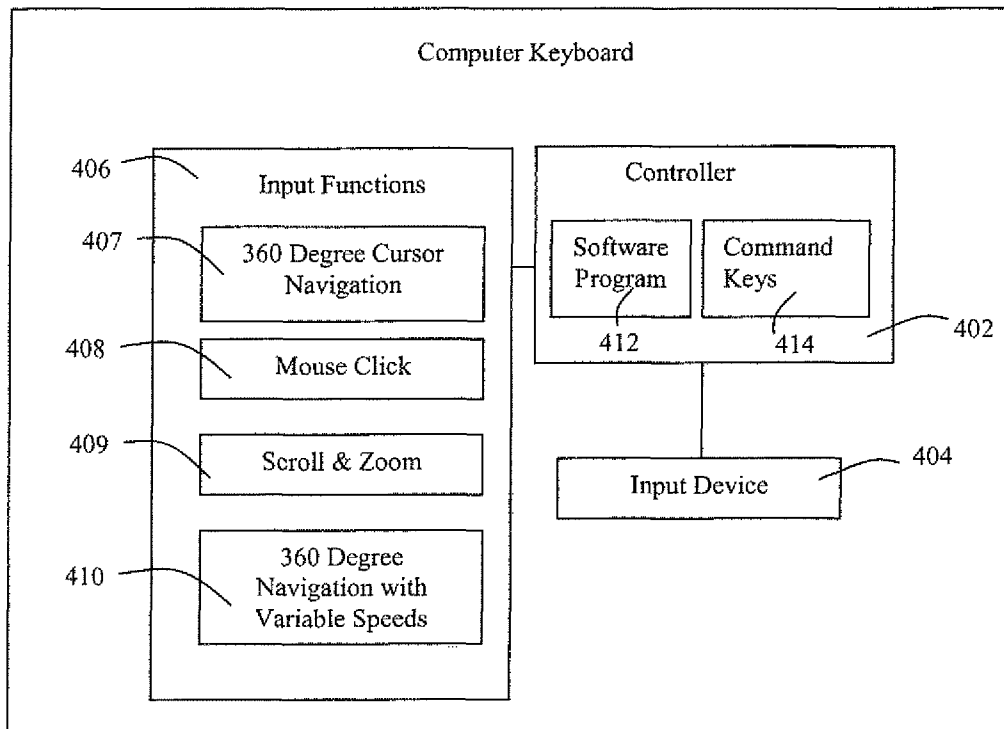 Computer Keyboard
406
Input Functions
Controller
407
360 Degree Cursor
Navigation
Software
Program
Command
Keys
412
414
402
408
Mouse Click
409
Scroll & Zoom
404
Input Device
410
360 Degree
Navigation with
Variable Speeds